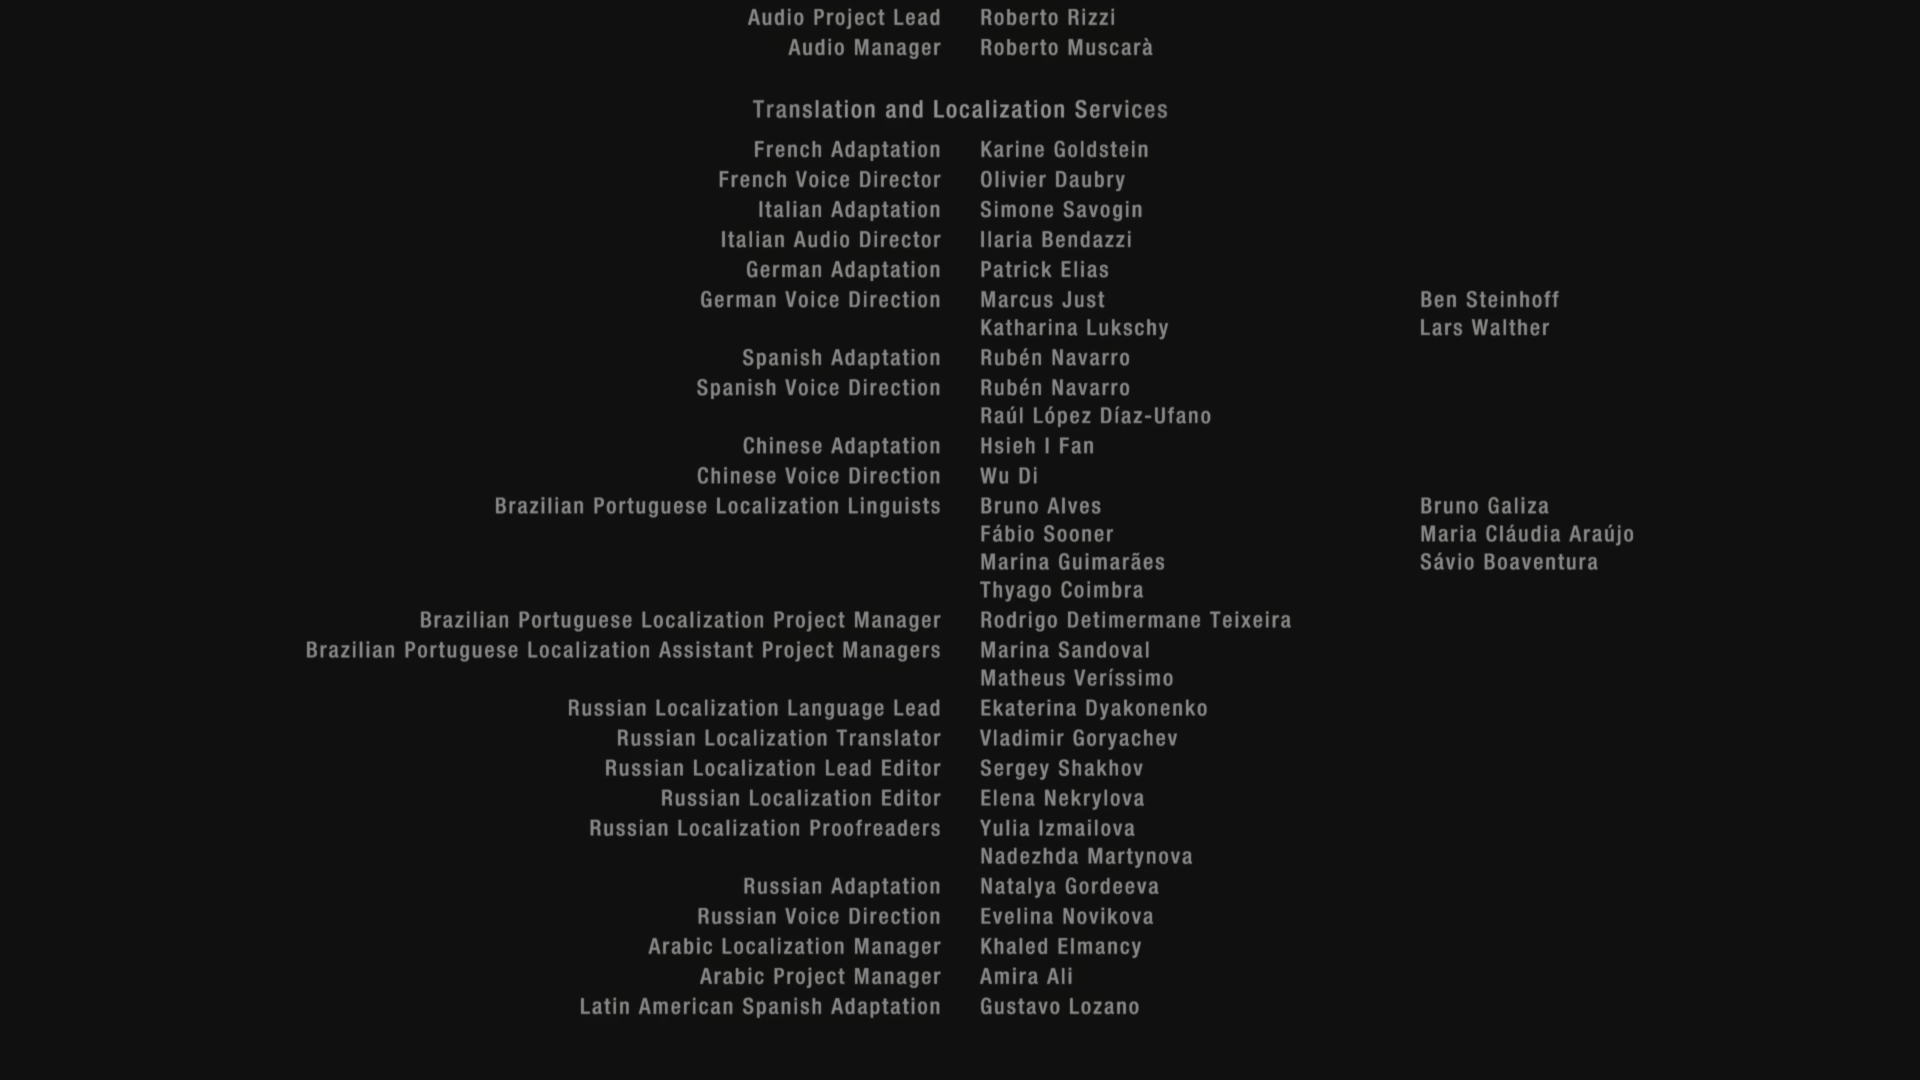 Audio Project Lead Roberto Rizzi
Audio Manager Roberto Muscarà
Translation and Localization Services
French Adaptation Karine Goldstein
French Voice Director Olivier Daubry
Italian Adaptation Simone Savogin
Italian Audio Director Ilaria Bendazzi
German Adaptation Patrick Elias
German Voice Direction Marcus Just Ben Steinhoff
Katharina Lukschy Lars Walther
Spanish Adaptation Rubén Navarro
Spanish Voice Direction Rubén Navarro
Raúl López Díaz-Ufano
Chinese Adaptation Hsieh I Fan
Chinese Voice Direction Wu Di
Brazilian Portuguese Localization Linguists Bruno Alves Bruno Galiza
Fábio Sooner Maria Cláudia Araújo
Marina Guimarães Sávio Boaventura
Thyago Coimbra
Brazilian Portuguese Localization Project Manager Rodrigo Detimermane Teixeira
Brazilian Portuguese Localization Assistant Project Managers Marina Sandoval
Matheus Veríssimo
Russian Localization Language Lead Ekaterina Dyakonenko
Russian Localization Translator Vladimir Goryachev
Russian Localization Lead Editor Sergey Shakhov
Russian Localization Editor Elena Nekrylova
Russian Localization Proofreaders Yulia Izmailova
Nadezhda Martynova
Russian Adaptation Natalya Gordeeva
Russian Voice Direction Evelina Novikova
Arabic Localization Manager Khaled Elmancy
Arabic Project Manager Amira Ali
Latin American Spanish Adaptation Gustavo Lozano